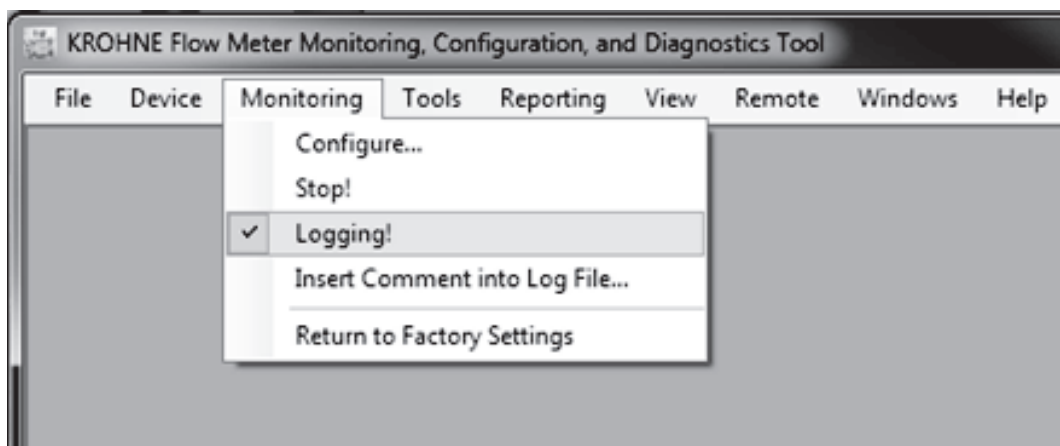 KROHNE Flow Meter Monitoring, Configuration, and Diagnostics Tool
File Device Monitoring Tools Reporting View Remote Windows Help
Configure...
Stop!
Logging!
Insert Comment into Log File...
Return to Factory Settings